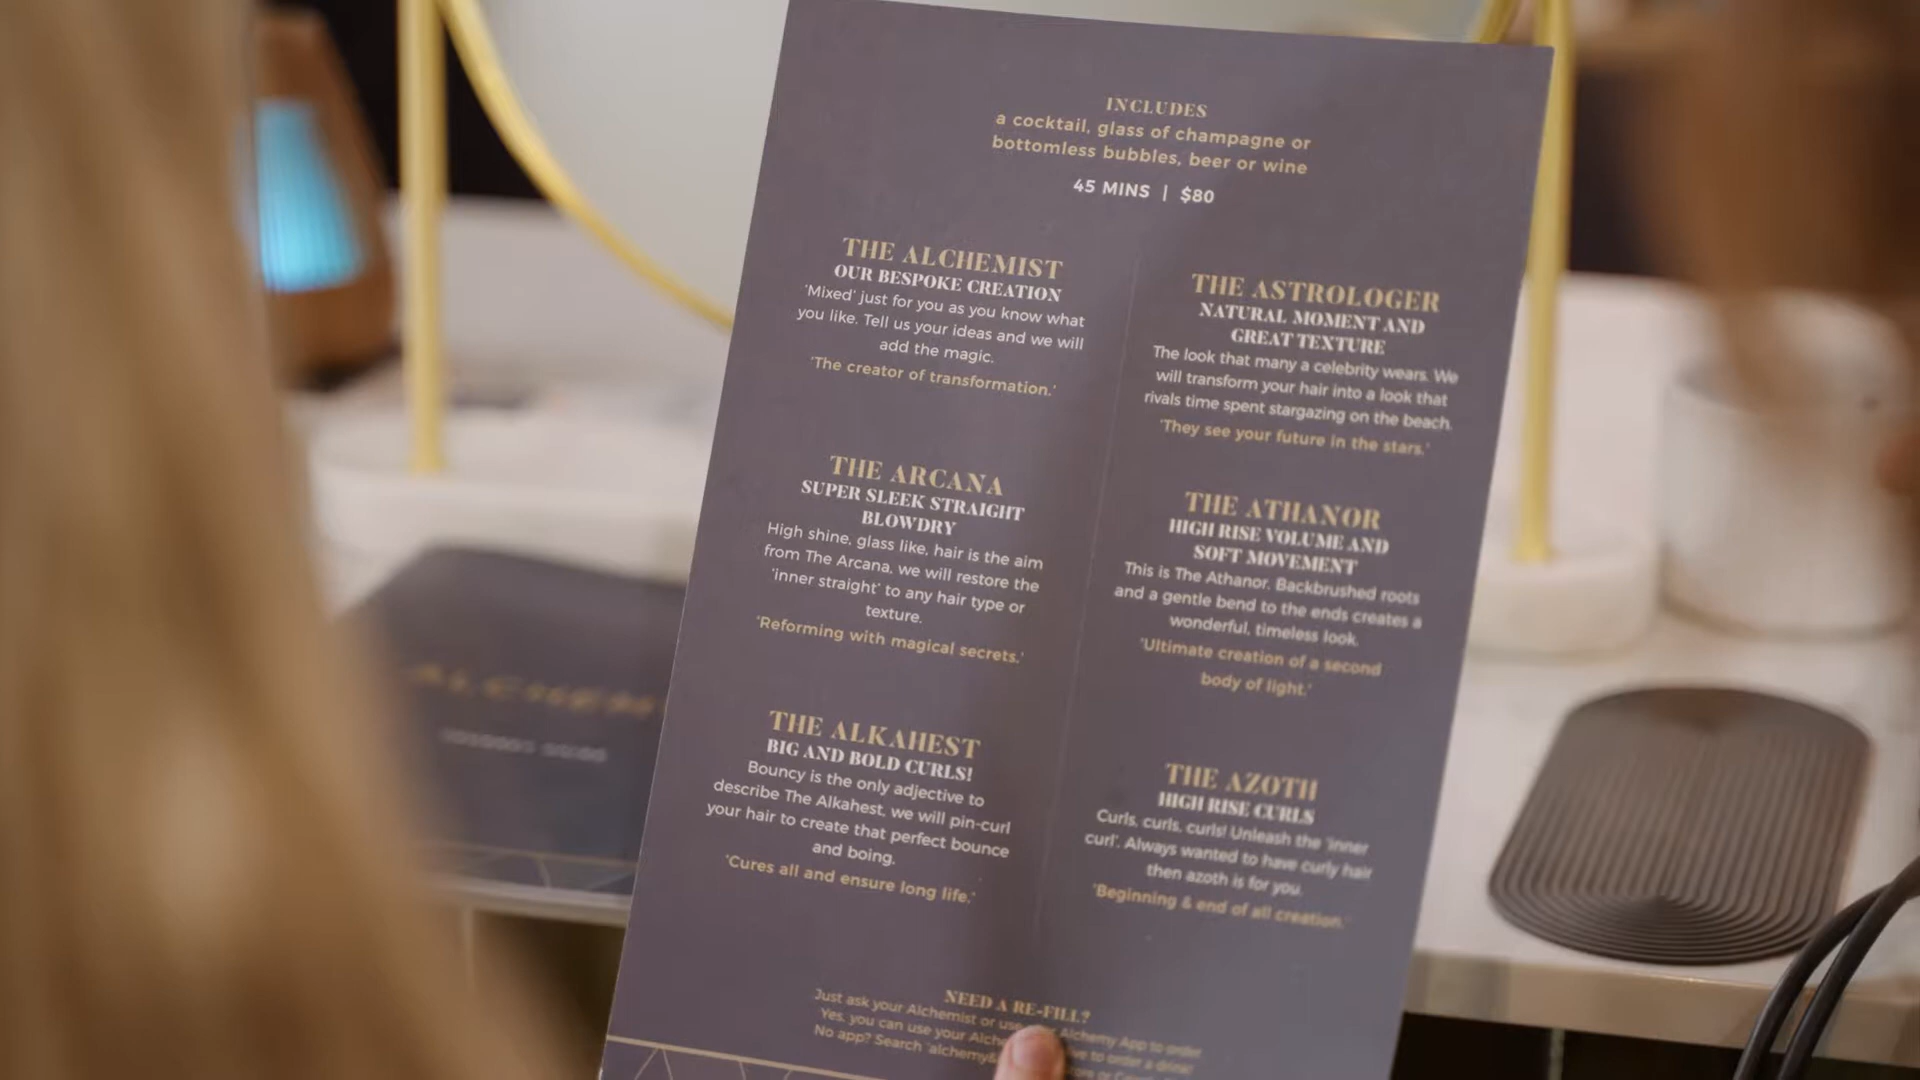 INCLUDES
a cocktail, glass of champagne or
bottomless bubbles, beer or wine
45 MINS | $80
THE ALCHEMIST
OUR BESPOKE CREATION
'Mixed' just for you as you know what
you like. Tell us your ideas and we will
add the magic.
'The creator of transformation.'
THE ARCANA
SUPER SLEEK STRAIGHT
BLOWDRY
High shine, glass like, hair is the aim
from The Arcana, we will restore the
'inner straight' to any hair type or
texture.
'Reforming with magical secrets.'
THE ALKAHEST
BIG AND BOLD CURLS!
Bouncy is the only adjective to
describe The Alkahest, we will pin-curl
your hair to create that perfect bounce
and boing.
'Cures all and ensure long life.'
THE ASTROLOGER
NATURAL MOMENT AND
GREAT TEXTURE
The look that many a celebrity wears. We
will transform your hair into a look that
rivals time spent stargazing on the beach.
'They see your future in the stars.'
THE ATHANOR
HIGH RISE VOLUME AND
SOFT MOVEMENT
This is The Athanor. Backbrushed roots
and a gentle bend to the ends creates a
wonderful, timeless look.
'Ultimate creation of a second
body of light.'
THE AZOTH
HIGH RISE CURLS
Curls, curls, curls! Unleash the 'inner
curl'. Always wanted to have curly hair
then azoth is for you.
'Beginning & end of all creation.'
NEED A RE-FILL?
Just ask your Alchemist or use Alchemy App to order
Yes, you can use your to order a drink!
No app? Search 'alchemy& or
ALCHEM